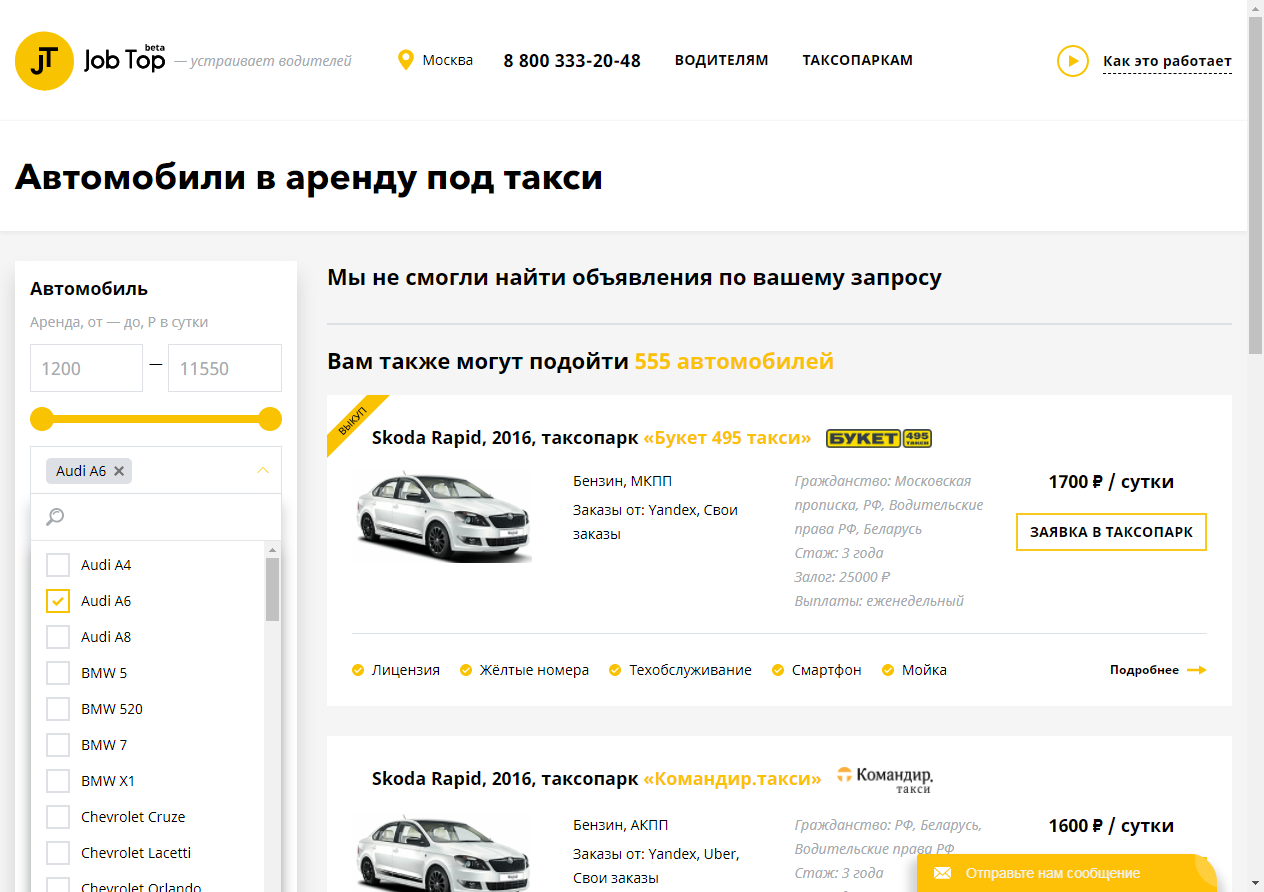 JT
Job Top beta
— устраивает водителей
Москва
8 800 333-20-48
ВОДИТЕЛЯМ
ТАКСОПАРКАМ
Как это работает
Автомобили в аренду под такси
Автомобиль
Аренда, от — до, Р в сутки
1200 — 11550
Audi A6
Audi A4
Audi A6
Audi A8
BMW 5
BMW 520
BMW 7
BMW X1
Chevrolet Cruze
Chevrolet Lacetti
Chevrolet Orlando
Мы не смогли найти объявления по вашему запросу
Вам также могут подойти 555 автомобилей
ВЫКУП
Skoda Rapid, 2016, таксопарк «Букет 495 такси»
БУКЕТ 495 ТАКСИ
Бензин, МКПП
Заказы от: Yandex, Свои
заказы
Гражданство: Московская
прописка, РФ, Водительские
права РФ, Беларусь
Стаж: 3 года
Залог: 25000 ₽
Выплаты: еженедельный
1700 ₽ / сутки
ЗАЯВКА В ТАКСОПАРК
Лицензия
Жёлтые номера
Техобслуживание
Смартфон
Мойка
Подробнее
Skoda Rapid, 2016, таксопарк «Командир.такси»
Командир.
такси
Бензин, АКПП
Заказы от: Yandex, Uber,
Свои заказы
Гражданство: РФ, Беларусь,
Водительские права РФ
Стаж: 3 года
1600 ₽ / сутки
Отправьте нам сообщение